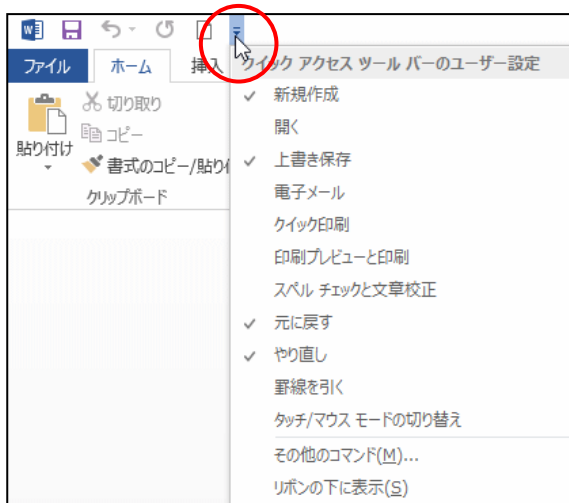 ファイル ホーム 挿入
クイック アクセス ツール バーのユーザー設定
新規作成
開く
上書き保存
電子メール
クイック印刷
印刷プレビューと印刷
スペル チェックと文章校正
元に戻す
やり直し
罫線を引く
タッチ/マウス モードの切り替え
その他のコマンド(M)...
リボンの下に表示(S)
切り取り
コピー
書式のコピー/貼り付
貼り付け
クリップボード